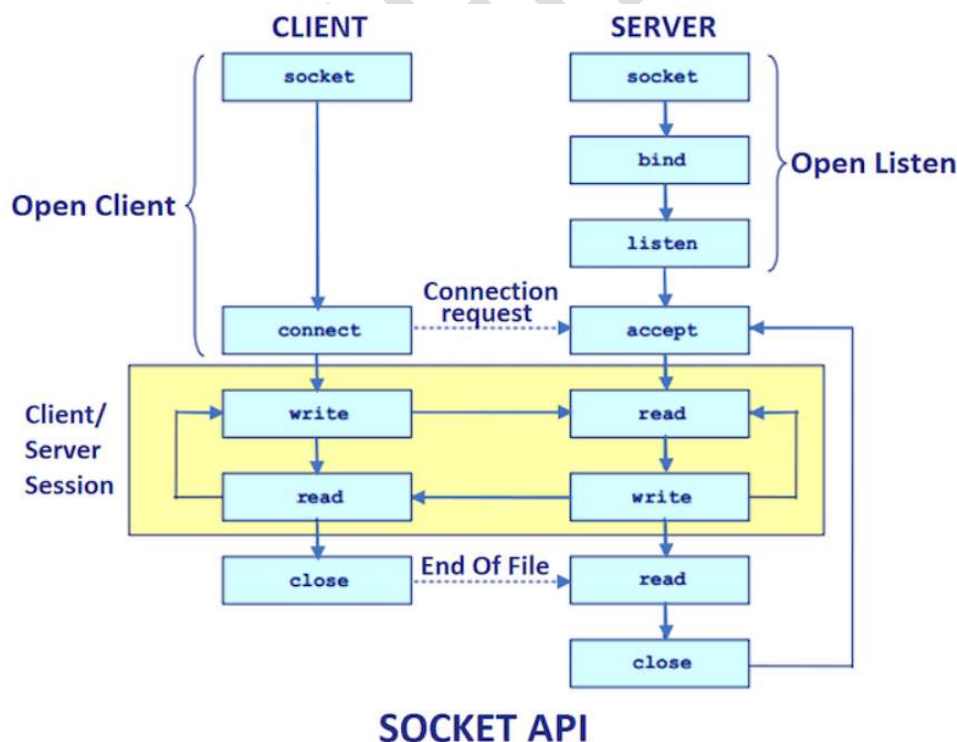 CLIENT SERVER
socket socket
bind
Open Client Open Listen
listen
Connection
request
connect accept
Client/
Server
Session
write read
read write
close End Of File read
close
SOCKET API